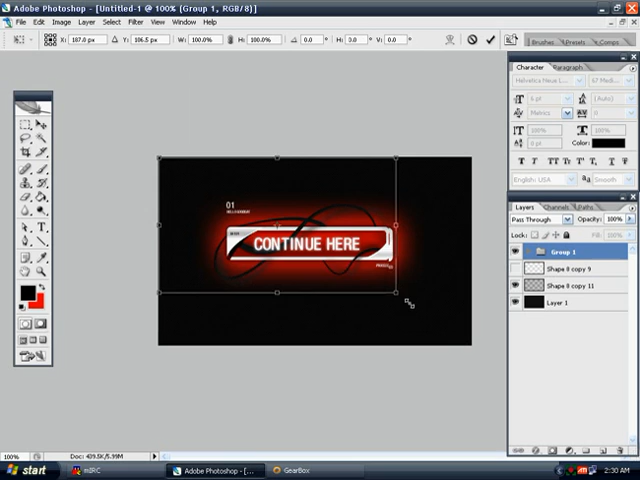 Adobe Photoshop - [Untitled-1 @ 100% (Group 1, RGB/8)]
File Edit Image Layer Select Filter View Window Help
X: 187.0 px Y: 106.5 px W: 100.0% H: 100.0% 0.0 ° H: 0.0 ° V: 0.0 °
Brushes Presets Comps
Character Paragraph
Helvetica Neue L... 67 Medi...
6 pt (Auto)
Metrics 0
100% 100%
0 pt Color:
T T TT Tr T' T, T T
English: USA aa Smooth
Layers Channels Paths
Pass Through Opacity: 100%
Lock: Fill: 100%
Group 1
Shape 8 copy 9
Shape 8 copy 11
Layer 1
01
CONTINUE HERE
100% Doc: 439.5K/5.99M
start mIRC Adobe Photoshop - [U... GearBox 2:30 AM